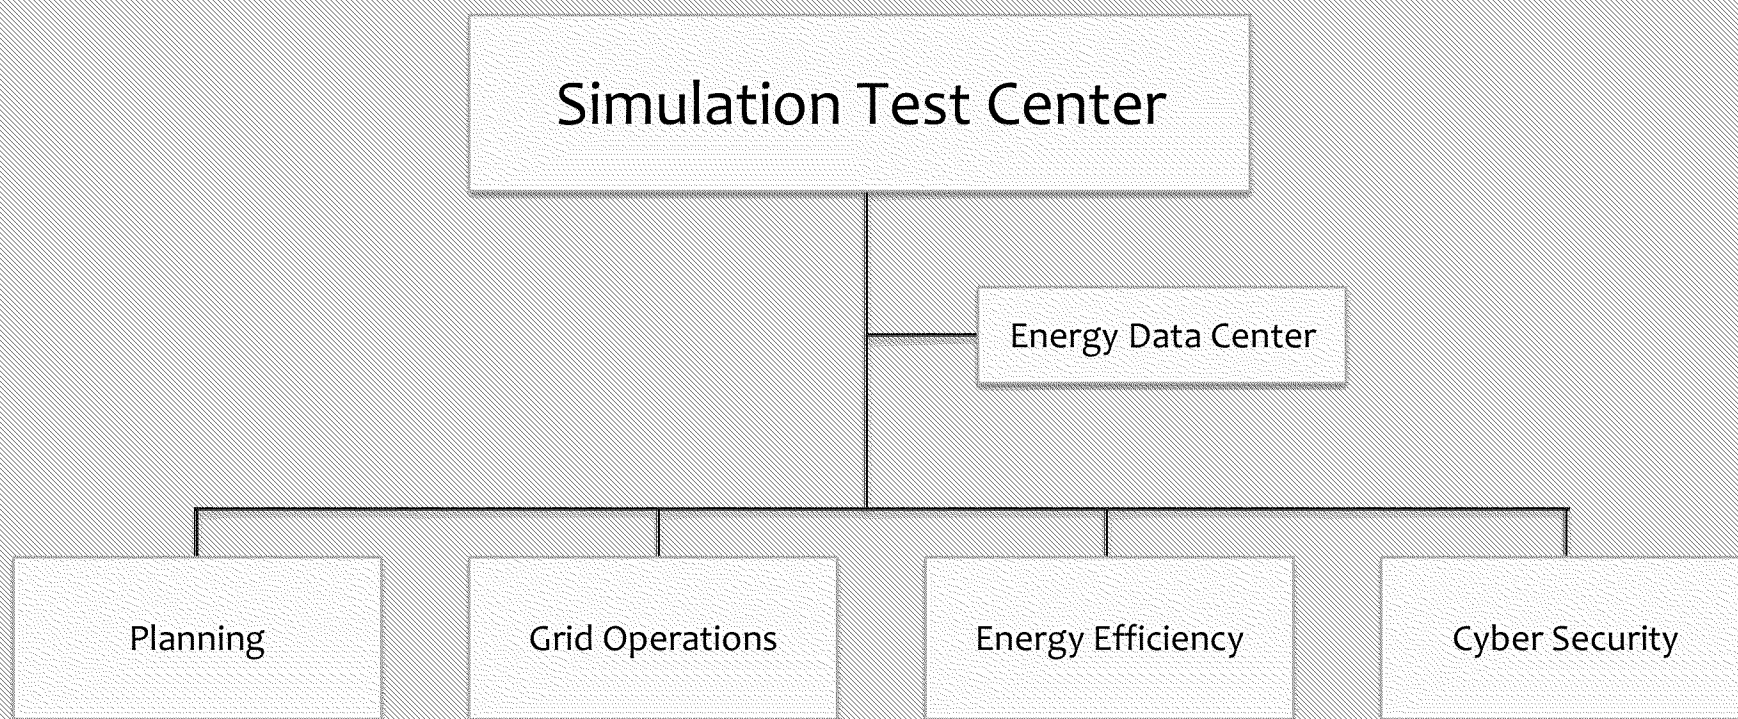 Simulation Test Center
Energy Data Center
Planning
Grid Operations
Energy Efficiency
Cyber Security